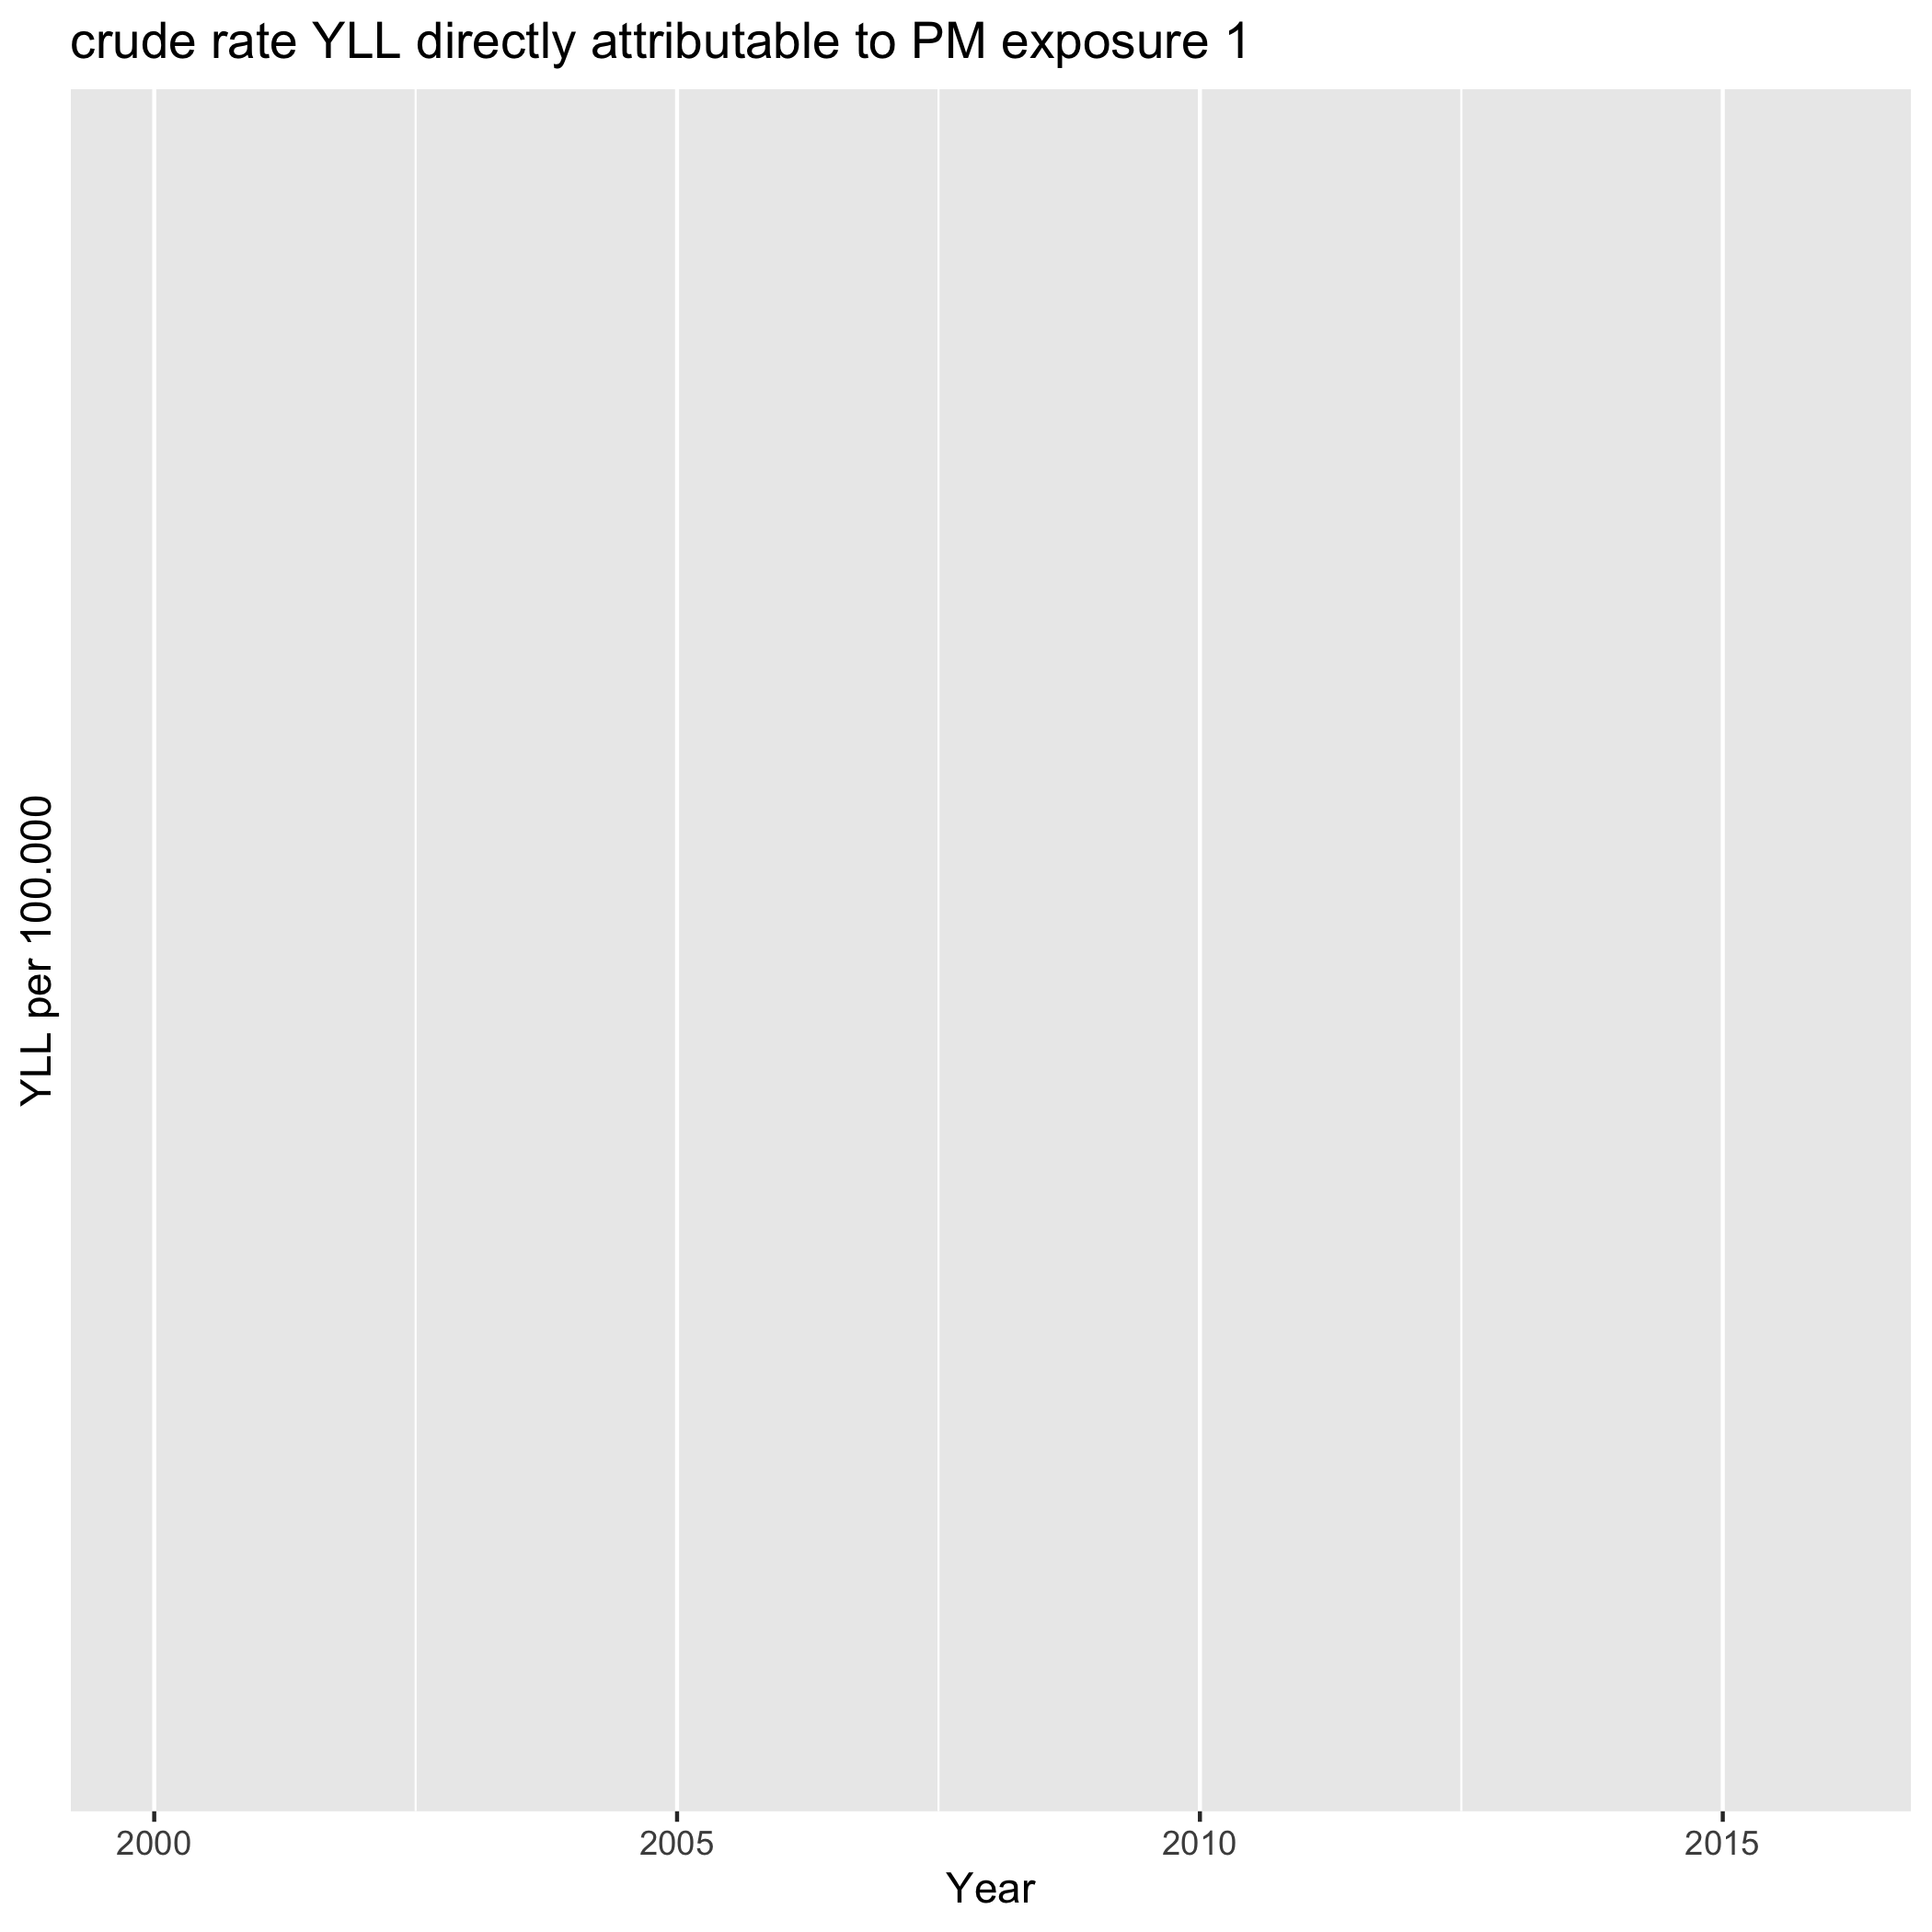 crude rate YLL directly attributable to PM exposure 1
YLL per 100.000
2000
2005
2010
2015
Year